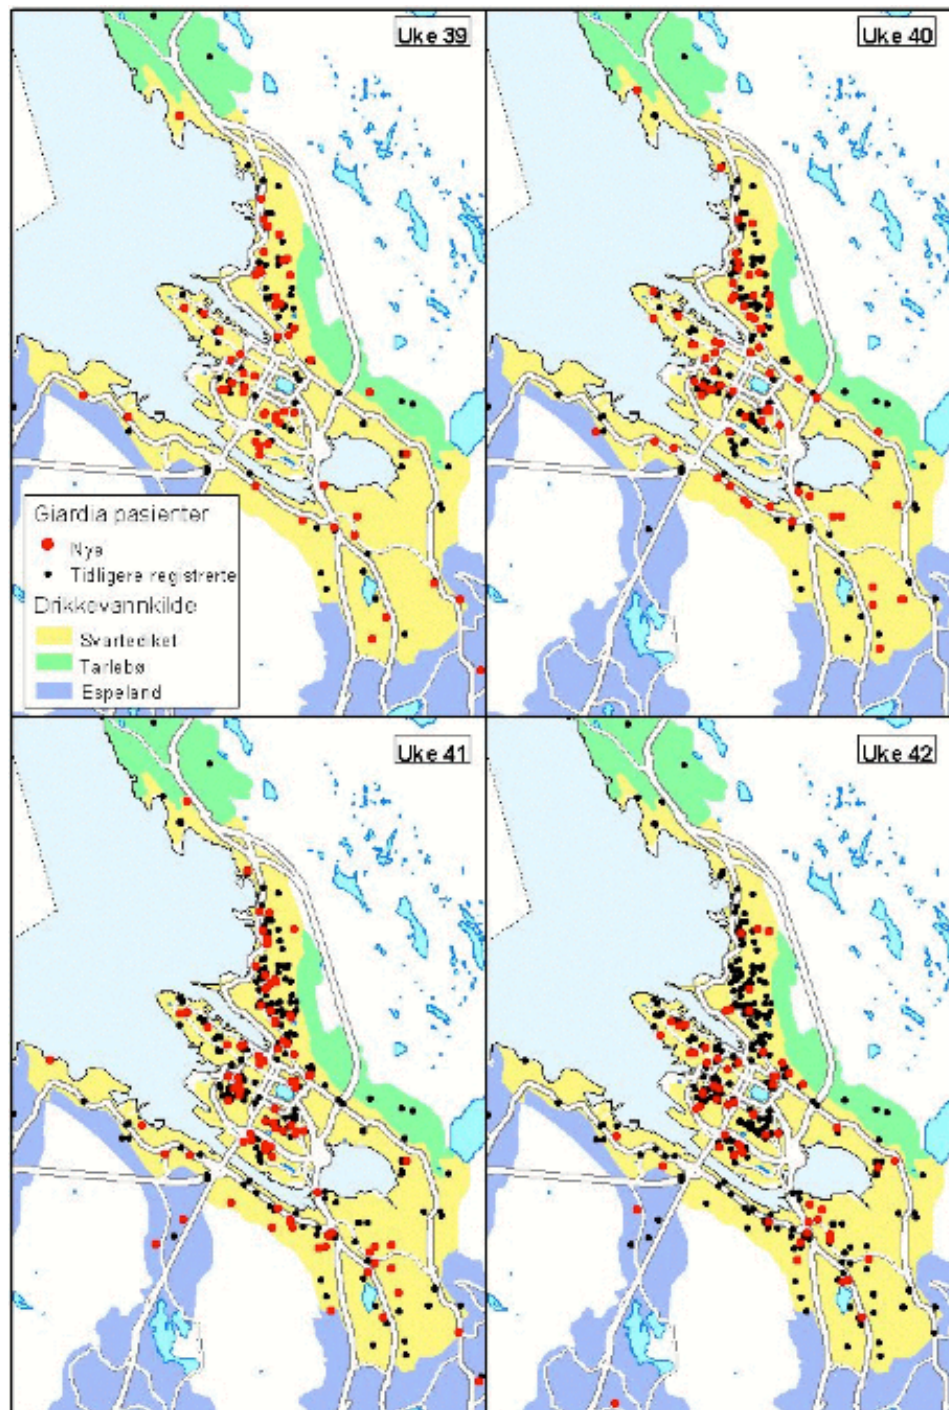 Uke 39
Uke 40
Giardia pasienter
Nye
Tidligere registrerte
Drikkevannkilde
Svartediket
Tarlebø
Espeland
Uke 41
Uke 42